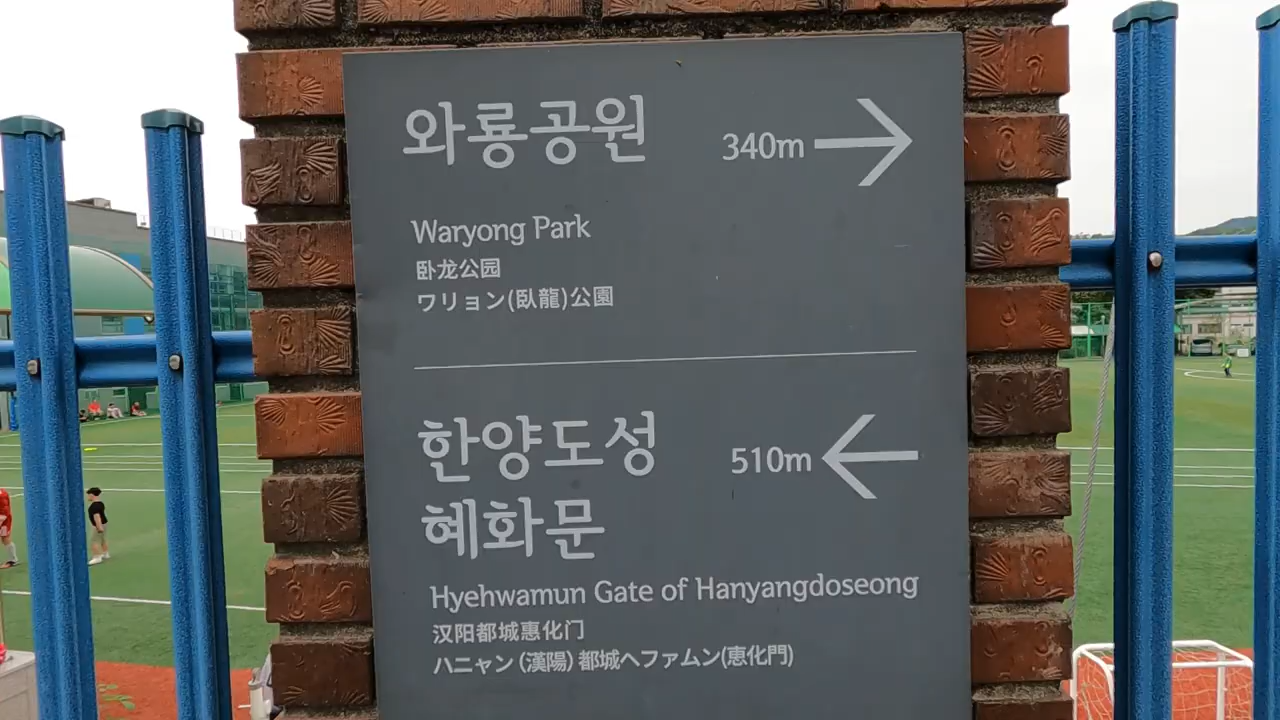 와룡공원 340m →
Waryong Park
卧龙公园
ワリョン(臥龍)公園
한양도성 510m ←
혜화문
Hyehwamun Gate of Hanyangdoseong
汉阳都城惠化门
ハニャン(漢陽)都城ヘファムン(恵化門)